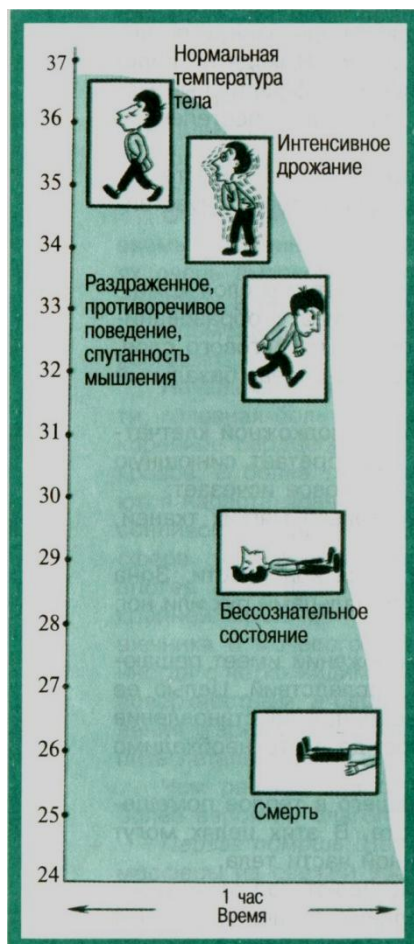 37
Нормальная
температура
тела
36
Интенсивное
дрожание
35
34
Раздраженное,
противоречивое
поведение,
спутанность
мышления
33
32
31
30
29
Бессознательное
состояние
28
27
26
Смерть
25
24
1 час
Время